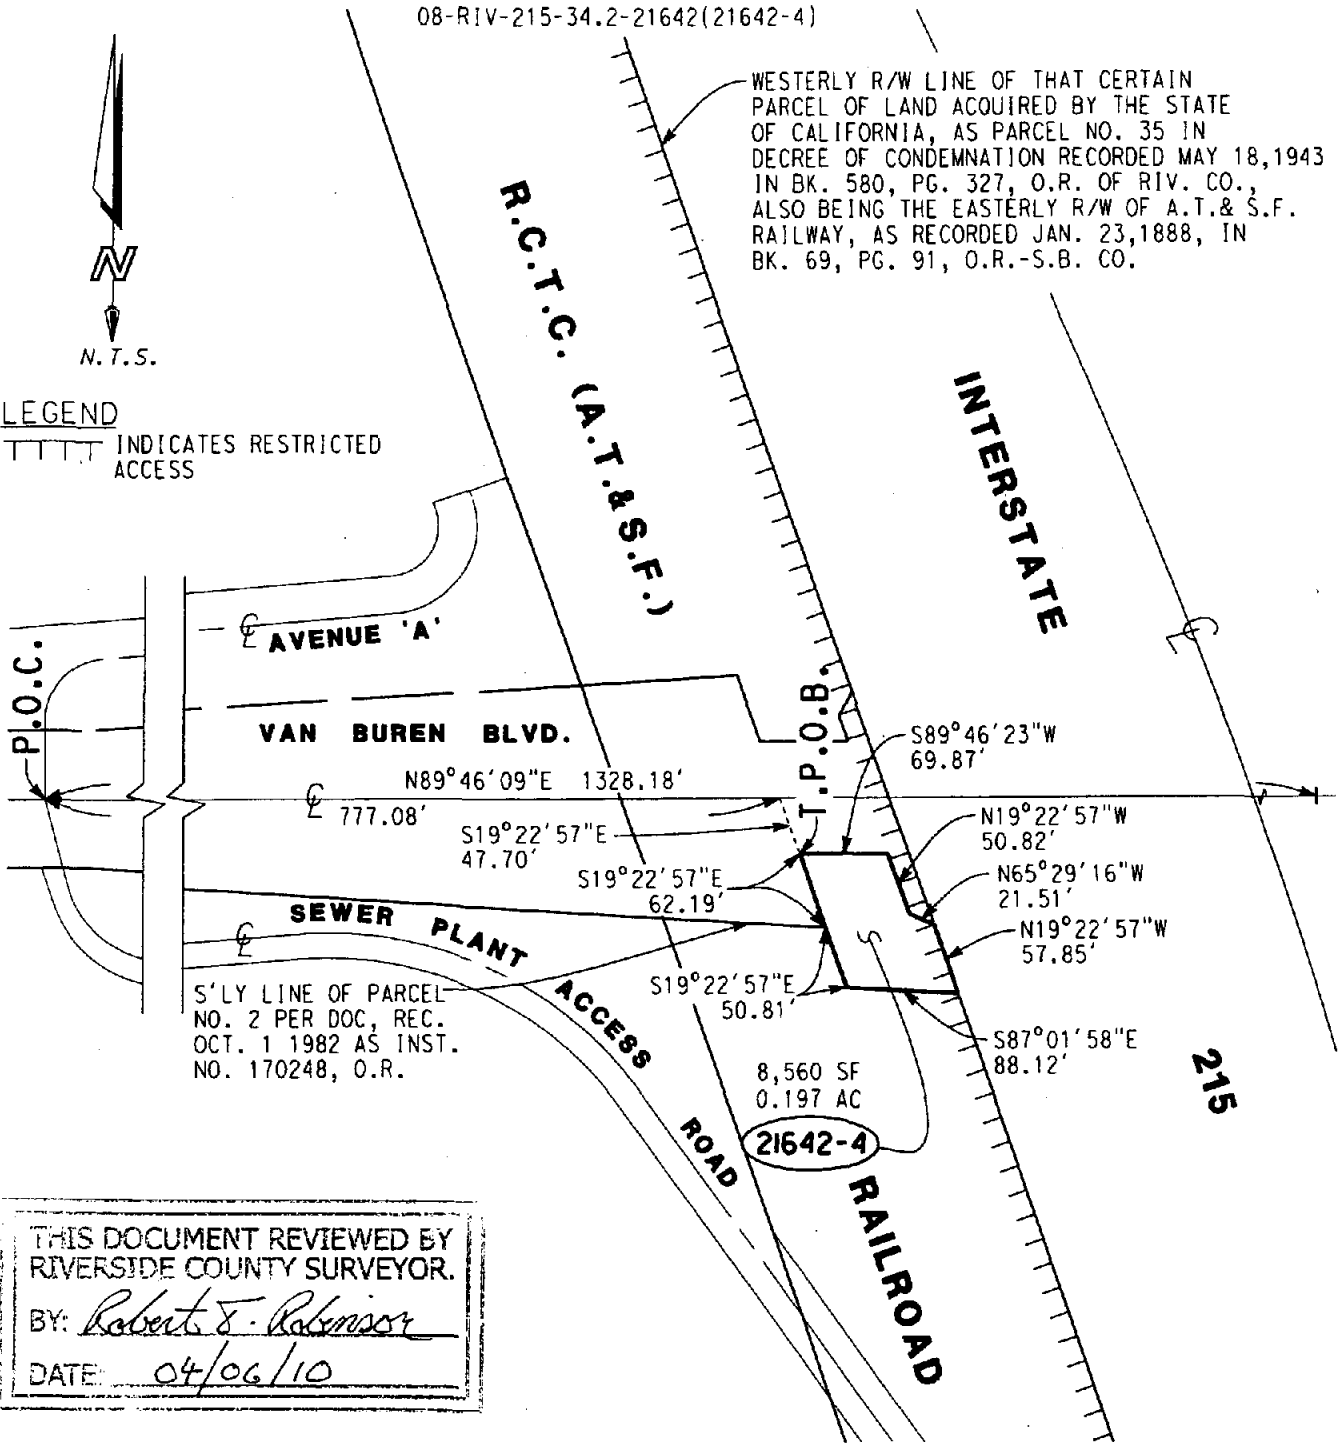 08-RIV-215-34.2-21642(21642-4)
WESTERLY R/W LINE OF THAT CERTAIN
PARCEL OF LAND ACQUIRED BY THE STATE
OF CALIFORNIA, AS PARCEL NO. 35 IN
DECREE OF CONDEMNATION RECORDED MAY 18,1943
IN BK. 580, PG. 327, O.R. OF RIV. CO.,
ALSO BEING THE EASTERLY R/W OF A.T.& S.F.
RAILWAY, AS RECORDED JAN. 23,1888, IN
BK. 69, PG. 91, O.R.-S.B. CO.
N
N.T.S.
LEGEND
INDICATES RESTRICTED
ACCESS
R.C.T.C. (A.T.&S.F.)
INTERSTATE
℄ AVENUE 'A'
℄
P.O.C.
VAN BUREN BLVD.
T.P.O.B.
S89°46'23"W
69.87'
N89°46'09"E 1328.18'
℄
777.08'
S19°22'57"E
47.70'
N19°22'57"W
50.82'
S19°22'57"E
62.19'
N65°29'16"W
21.51'
N19°22'57"W
57.85'
℄
SEWER PLANT ACCESS ROAD
S19°22'57"E
50.81'
S'LY LINE OF PARCEL
NO. 2 PER DOC, REC.
OCT. 1 1982 AS INST.
NO. 170248, O.R.
S87°01'58"E
88.12'
215
8,560 SF
0.197 AC
21642-4
RAILROAD
THIS DOCUMENT REVIEWED BY
RIVERSIDE COUNTY SURVEYOR.
BY: Robert J. Robinson
DATE: 04/06/10